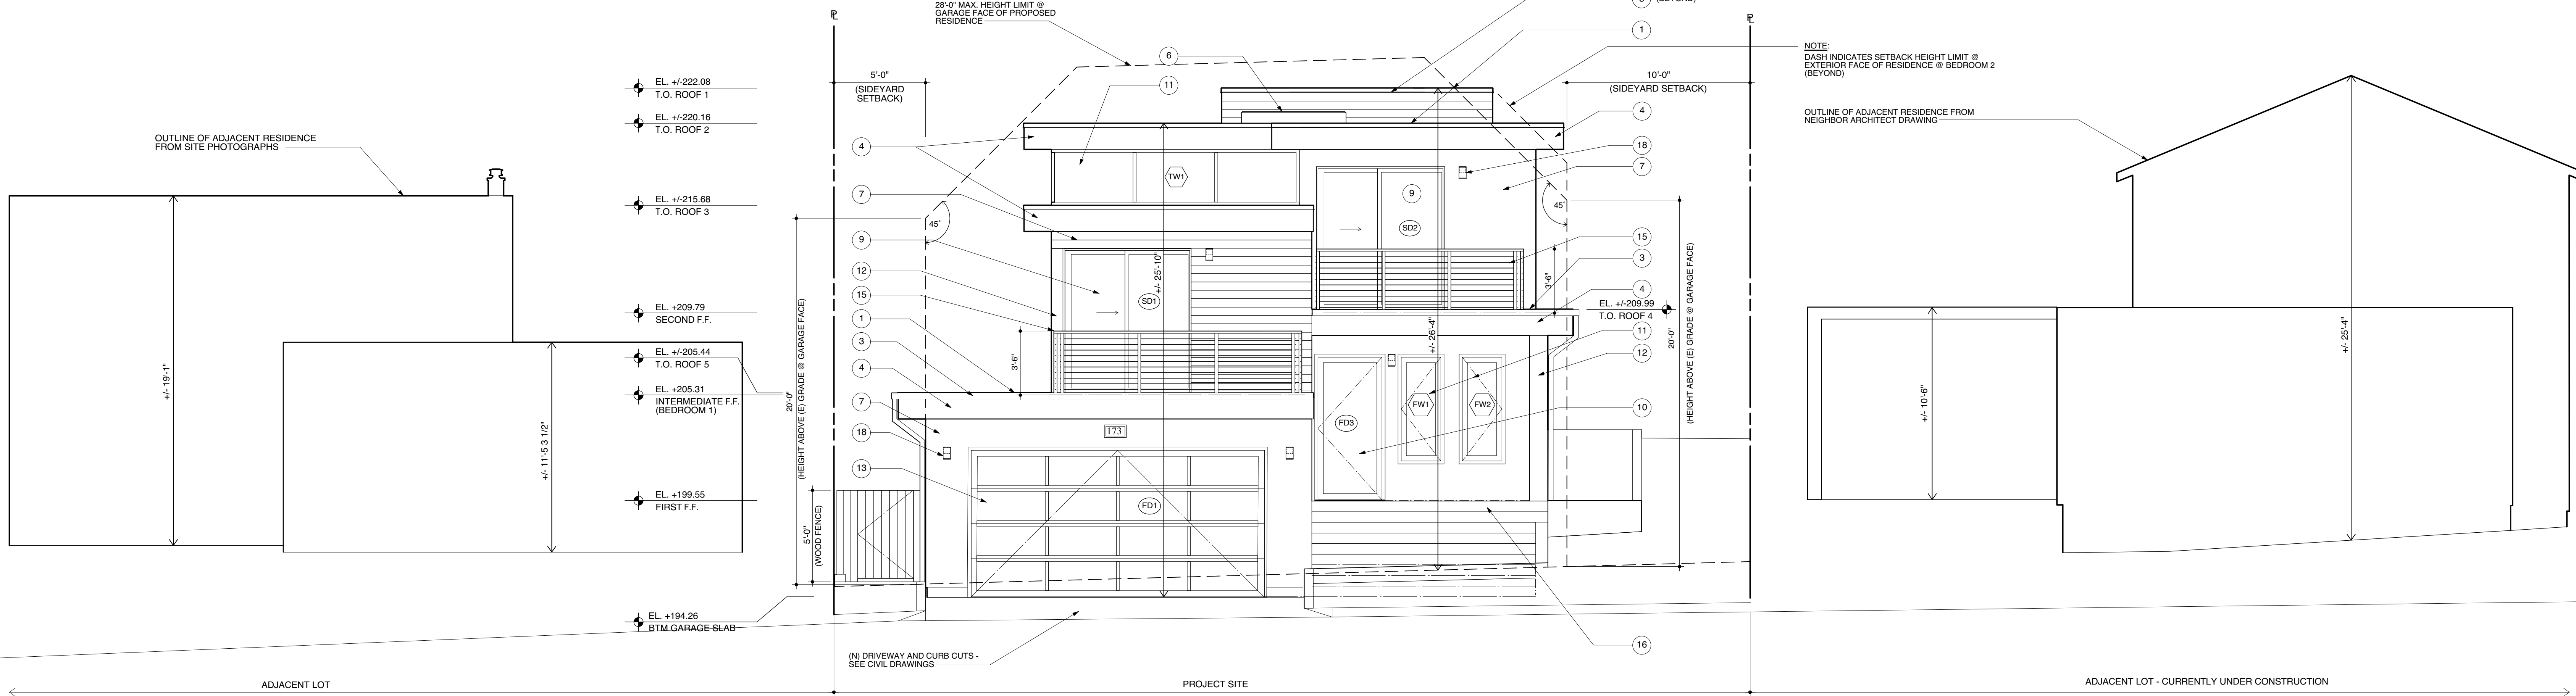 28'-0" MAX. HEIGHT LIMIT @
GARAGE FACE OF PROPOSED
RESIDENCE
PL
PL
1
6
11
5'-0"
(SIDEYARD
SETBACK)
10'-0"
(SIDEYARD SETBACK)
NOTE:
DASH INDICATES SETBACK HEIGHT LIMIT @
EXTERIOR FACE OF RESIDENCE @ BEDROOM 2
(BEYOND)
OUTLINE OF ADJACENT RESIDENCE FROM
NEIGHBOR ARCHITECT DRAWING
OUTLINE OF ADJACENT RESIDENCE
FROM SITE PHOTOGRAPHS
EL. +/-222.08
T.O. ROOF 1
EL. +/-220.16
T.O. ROOF 2
EL. +/-215.68
T.O. ROOF 3
EL. +209.79
SECOND F.F.
EL. +/-205.44
T.O. ROOF 5
EL. +205.31
INTERMEDIATE F.F.
(BEDROOM 1)
EL. +199.55
FIRST F.F.
EL. +194.26
BTM GARAGE SLAB
+/- 19'-1"
+/- 11'-5 3 1/2"
20'-0"
(HEIGHT ABOVE (E) GRADE @ GARAGE FACE)
5'-0"
(WOOD FENCE)
4
7
9
12
15
1
3
4
7
18
13
45°
TW1
SD1
+/- 25'-10"
3'-6"
173
FD1
9
SD2
+/- 26'-4"
3'-6"
FD3
FW1
FW2
45°
4
18
7
15
3
4
EL. +/-209.99
T.O. ROOF 4
11
12
10
16
20'-0"
(HEIGHT ABOVE (E) GRADE @ GARAGE FACE)
+/- 10'-6"
+/- 25'-4"
(N) DRIVEWAY AND CURB CUTS -
SEE CIVIL DRAWINGS
ADJACENT LOT
PROJECT SITE
ADJACENT LOT - CURRENTLY UNDER CONSTRUCTION